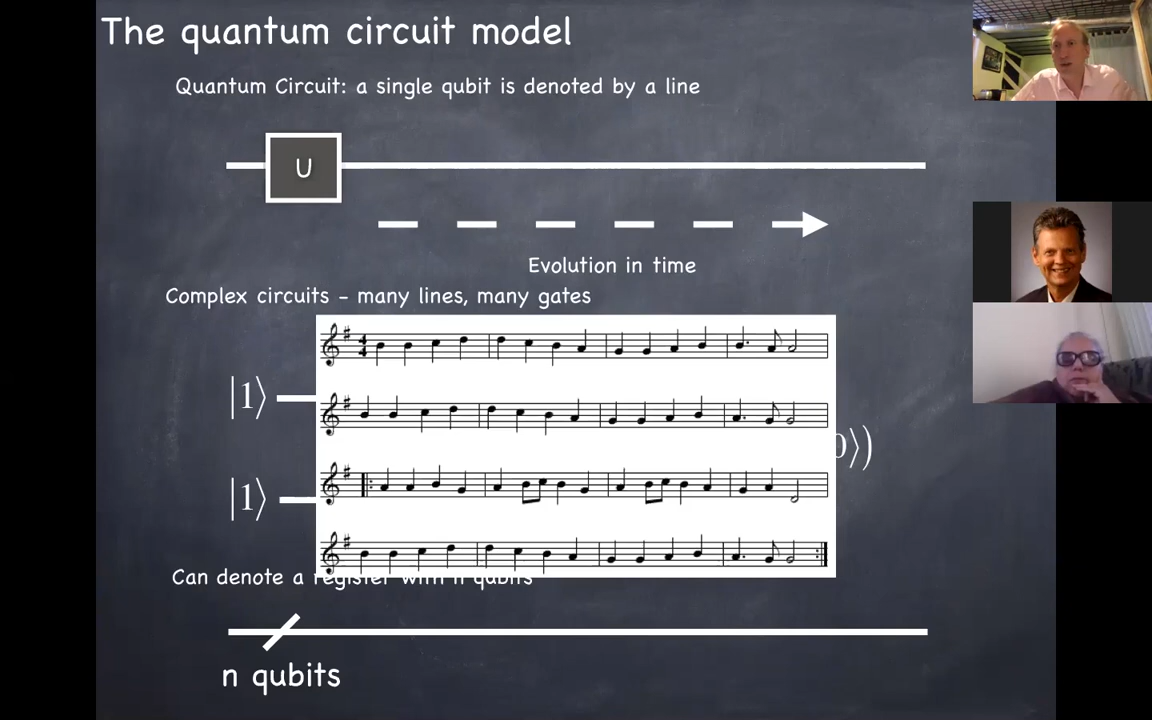 The quantum circuit model
Quantum Circuit: a single qubit is denoted by a line
U
Evolution in time
Complex circuits - many lines, many gates
|1⟩
⟩)
|1⟩
Can denote a register with n qubits
n qubits